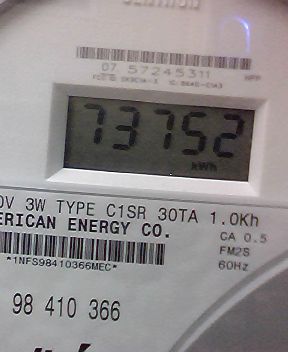 07 57245311
73752
kWh
0V 3W TYPE C1SR 30TA 1.0Kh
ERICAN ENERGY CO.
CA 0.5
FM2S
60Hz
*1NFS98410366MEC*
98 410 366